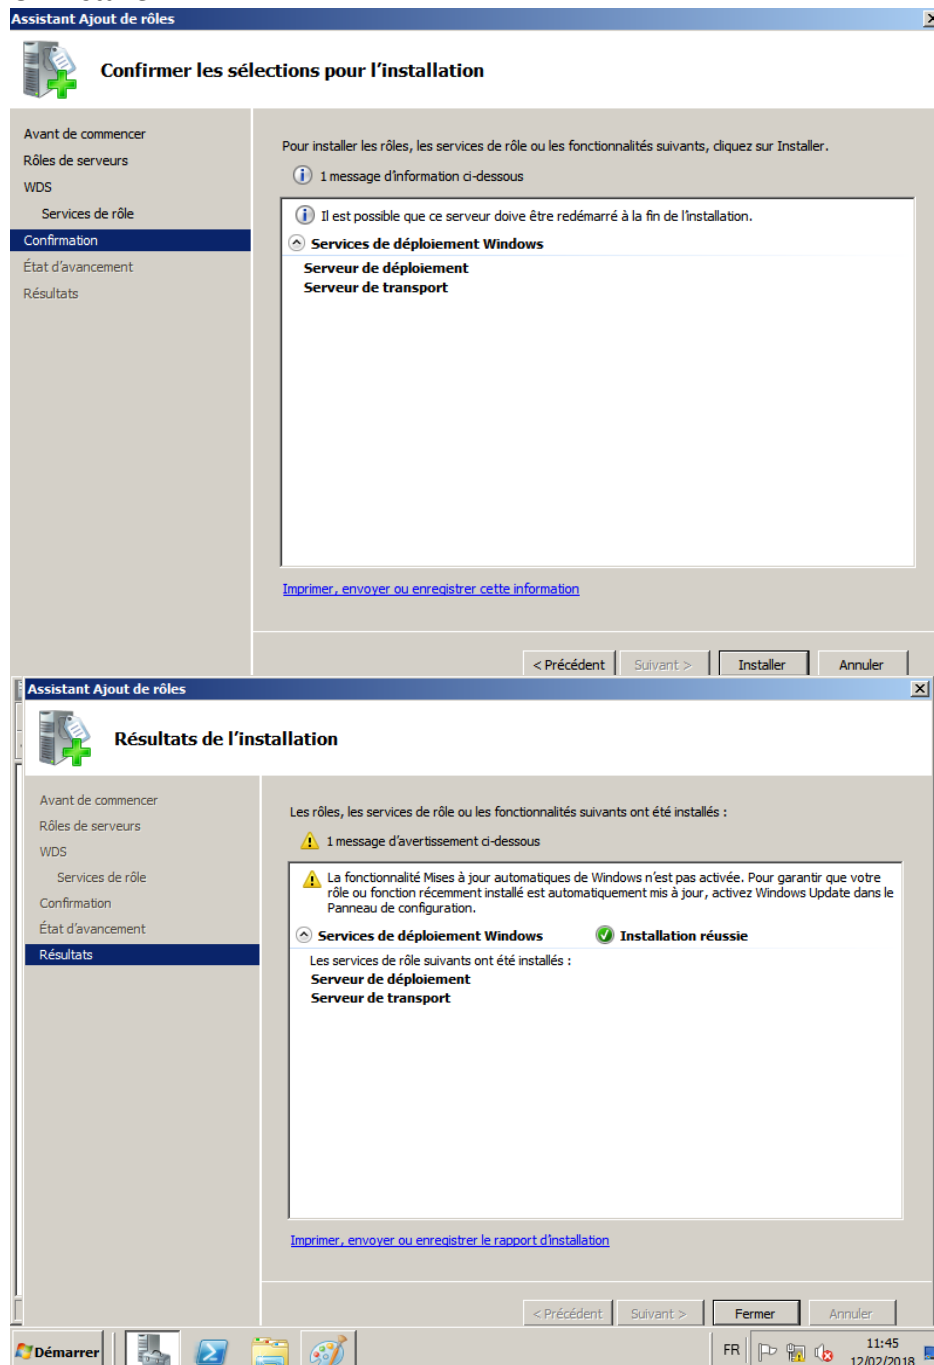 Assistant Ajout de rôles
Confirmer les sélections pour l'installation
Avant de commencer
Rôles de serveurs
WDS
Services de rôle
Confirmation
État d'avancement
Résultats
Pour installer les rôles, les services de rôle ou les fonctionnalités suivants, cliquez sur Installer.
1 message d'information ci-dessous
Il est possible que ce serveur doive être redémarré à la fin de l'installation.
Services de déploiement Windows
Serveur de déploiement
Serveur de transport
Imprimer, envoyer ou enregistrer cette information
< Précédent Suivant > Installer Annuler
Assistant Ajout de rôles
Résultats de l'installation
Avant de commencer
Rôles de serveurs
WDS
Services de rôle
Confirmation
État d'avancement
Résultats
Les rôles, les services de rôle ou les fonctionnalités suivants ont été installés :
1 message d'avertissement ci-dessous
La fonctionnalité Mises à jour automatiques de Windows n'est pas activée. Pour garantir que votre
rôle ou fonction récemment installé est automatiquement mis à jour, activez Windows Update dans le
Panneau de configuration.
Services de déploiement Windows Installation réussie
Les services de rôle suivants ont été installés :
Serveur de déploiement
Serveur de transport
Imprimer, envoyer ou enregistrer le rapport d'installation
< Précédent Suivant > Fermer Annuler
Démarrer FR 11:45
12/02/2018